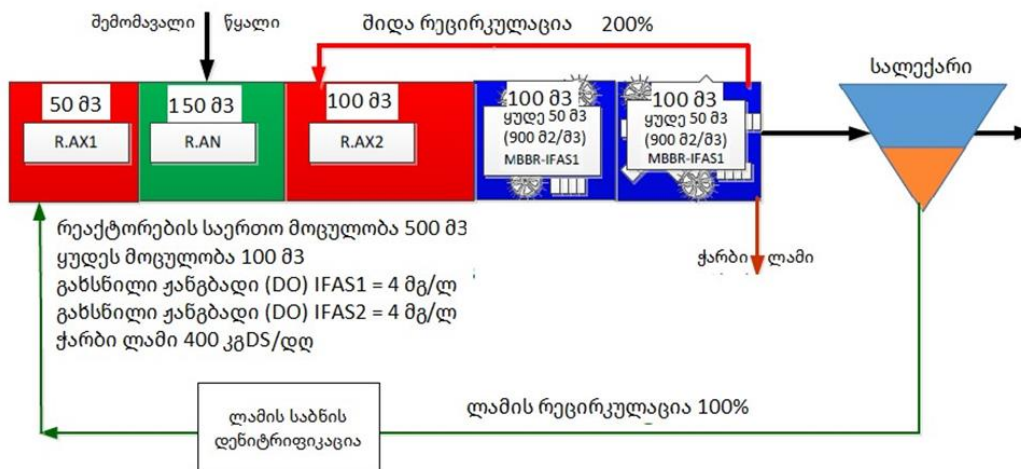 შემომავალი წყალი
შიდა რეცირკულაცია 200%
სალექარი
50 მ3
R.AX1
150 მ3
R.AN
100 მ3
R.AX2
100 მ3
ყუდე 50 მ3
(900 მ2/მ3)
MBBR-IFAS1
100 მ3
ყუდე 50 მ3
(900 მ2/მ3)
MBBR-IFAS1
რეაქტორების საერთო მოცულობა 500 მ3
ყუდეს მოცულობა 100 მ3
გახსნილი ჟანგბადი (DO) IFAS1 = 4 მგ/ლ
გახსნილი ჟანგბადი (DO) IFAS2 = 4 მგ/ლ
ჭარბი ლამი 400 კგDS/დღ
ჭარბი ლამი
ლამის საბნის
დენიტრიფიკაცია
ლამის რეცირკულაცია 100%